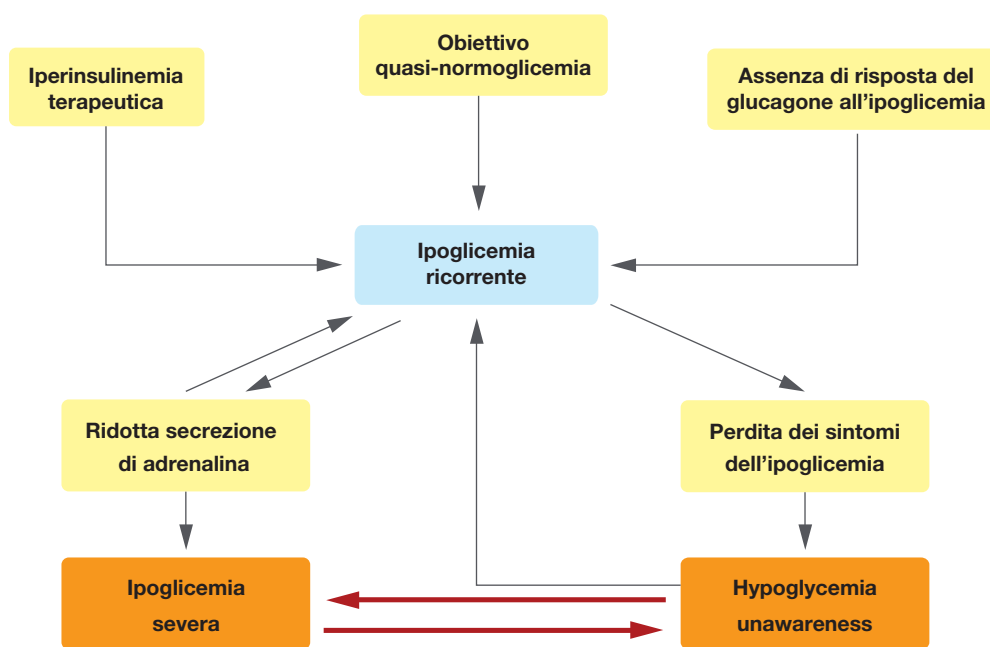 Iperinsulinemia
terapeutica
Obiettivo
quasi-normoglicemia
Assenza di risposta del
glucagone all’ipoglicemia
Ipoglicemia
ricorrente
Ridotta secrezione
di adrenalina
Perdita dei sintomi
dell’ipoglicemia
Ipoglicemia
severa
Hypoglycemia
unawareness